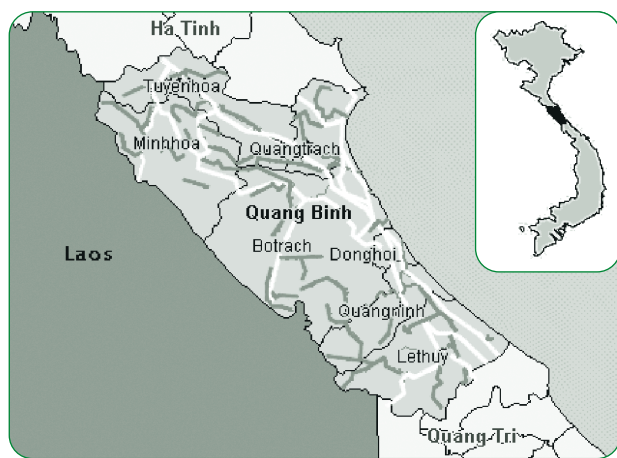 Ha Tinh
Tuyenhoa
Minhhoa
Quangtrach
Quang Binh
Laos
Botrach
Donghoi
Quangninh
Lethuy
Quang Tri